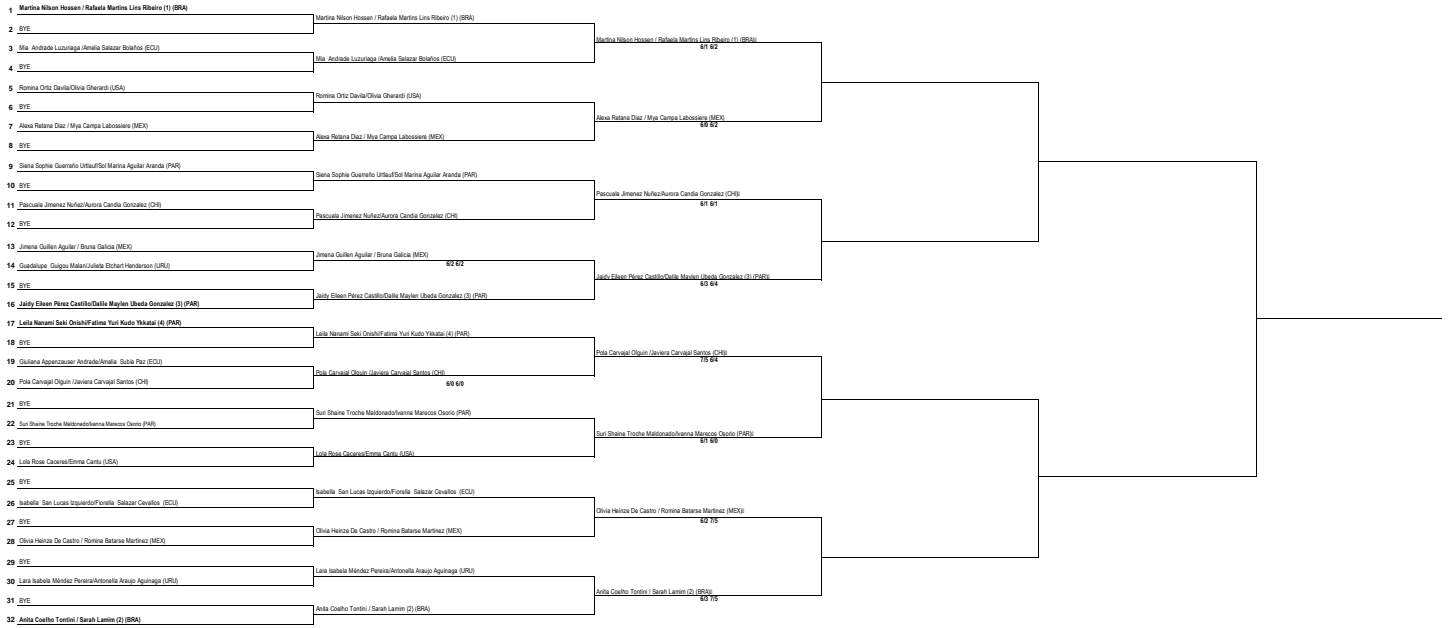 1 Martina Nilson Hossen / Rafaela Martins Lins Ribeiro (1) (BRA)
2 BYE
3 Mia Andrade Luzuriaga /Amelia Salazar Bolaños (ECU)
4 BYE
5 Romina Ortiz Davila/Olivia Gherardi (USA)
6 BYE
7 Alexa Retana Diaz / Mya Campa Labossiere (MEX)
8 BYE
9 Siena Sophie Guerreño Urtlauf/Sol Marina Aguilar Aranda (PAR)
10 BYE
11 Pascuala Jimenez Nuñez/Aurora Candia Gonzalez (CHI)
12 BYE
13 Jimena Guillen Aguilar / Bruna Galicia (MEX)
14 Guadalupe Guigou Malan/Julieta Etchart Henderson (URU)
15 BYE
16 Jaidy Eileen Pérez Castillo/Dalile Maylen Ubeda Gonzalez (3) (PAR)
17 Leila Nanami Seki Onishi/Fatima Yuri Kudo Ykkatai (4) (PAR)
18 BYE
19 Giuliana Appenzauser Andrade/Amalia Subia Paz (ECU)
20 Pola Carvajal Olguin /Javiera Carvajal Santos (CHI)
21 BYE
22 Suri Shaine Troche Maldonado/Ivanna Marecos Osorio (PAR)
23 BYE
24 Lola Rose Caceres/Emma Cantu (USA)
25 BYE
26 Isabella San Lucas Izquierdo/Fiorella Salazar Cevallos (ECU)
27 BYE
28 Olivia Heinze De Castro / Romina Batarse Martinez (MEX)
29 BYE
30 Lara Isabela Méndez Pereira/Antonella Araujo Aguinaga (URU)
31 BYE
32 Anita Coelho Tontini / Sarah Lamim (2) (BRA)
Martina Nilson Hossen / Rafaela Martins Lins Ribeiro (1) (BRA)
Mia Andrade Luzuriaga /Amelia Salazar Bolaños (ECU)
Romina Ortiz Davila/Olivia Gherardi (USA)
Alexa Retana Diaz / Mya Campa Labossiere (MEX)
Siena Sophie Guerreño Urtlauf/Sol Marina Aguilar Aranda (PAR)
Pascuala Jimenez Nuñez/Aurora Candia Gonzalez (CHI)
Jimena Guillen Aguilar / Bruna Galicia (MEX)
6/2 6/2
Jaidy Eileen Pérez Castillo/Dalile Maylen Ubeda Gonzalez (3) (PAR)
Leila Nanami Seki Onishi/Fatima Yuri Kudo Ykkatai (4) (PAR)
Pola Carvajal Olguin /Javiera Carvajal Santos (CHI)
6/0 6/0
Suri Shaine Troche Maldonado/Ivanna Marecos Osorio (PAR)
Lola Rose Caceres/Emma Cantu (USA)
Isabella San Lucas Izquierdo/Fiorella Salazar Cevallos (ECU)
Olivia Heinze De Castro / Romina Batarse Martinez (MEX)
Lara Isabela Méndez Pereira/Antonella Araujo Aguinaga (URU)
Anita Coelho Tontini / Sarah Lamim (2) (BRA)
Martina Nilson Hossen / Rafaela Martins Lins Ribeiro (1) (BRA)
6/1 6/2
Alexa Retana Diaz / Mya Campa Labossiere (MEX)
6/0 6/2
Pascuala Jimenez Nuñez/Aurora Candia Gonzalez (CHI)
6/1 6/1
Jaidy Eileen Pérez Castillo/Dalile Maylen Ubeda Gonzalez (3) (PAR)
6/3 6/4
Pola Carvajal Olguin /Javiera Carvajal Santos (CHI)
7/5 6/4
Suri Shaine Troche Maldonado/Ivanna Marecos Osorio (PAR)
6/1 6/0
Olivia Heinze De Castro / Romina Batarse Martinez (MEX)
6/2 7/5
Anita Coelho Tontini / Sarah Lamim (2) (BRA)
6/3 7/5